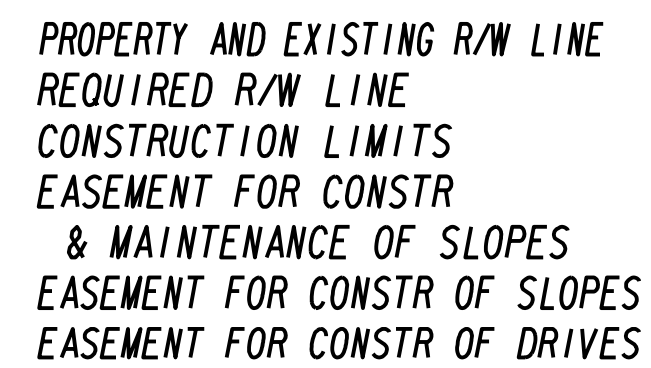 PROPERTY AND EXISTING R/W LINE
REQUIRED R/W LINE
CONSTRUCTION LIMITS
EASEMENT FOR CONSTR
& MAINTENANCE OF SLOPES
EASEMENT FOR CONSTR OF SLOPES
EASEMENT FOR CONSTR OF DRIVES